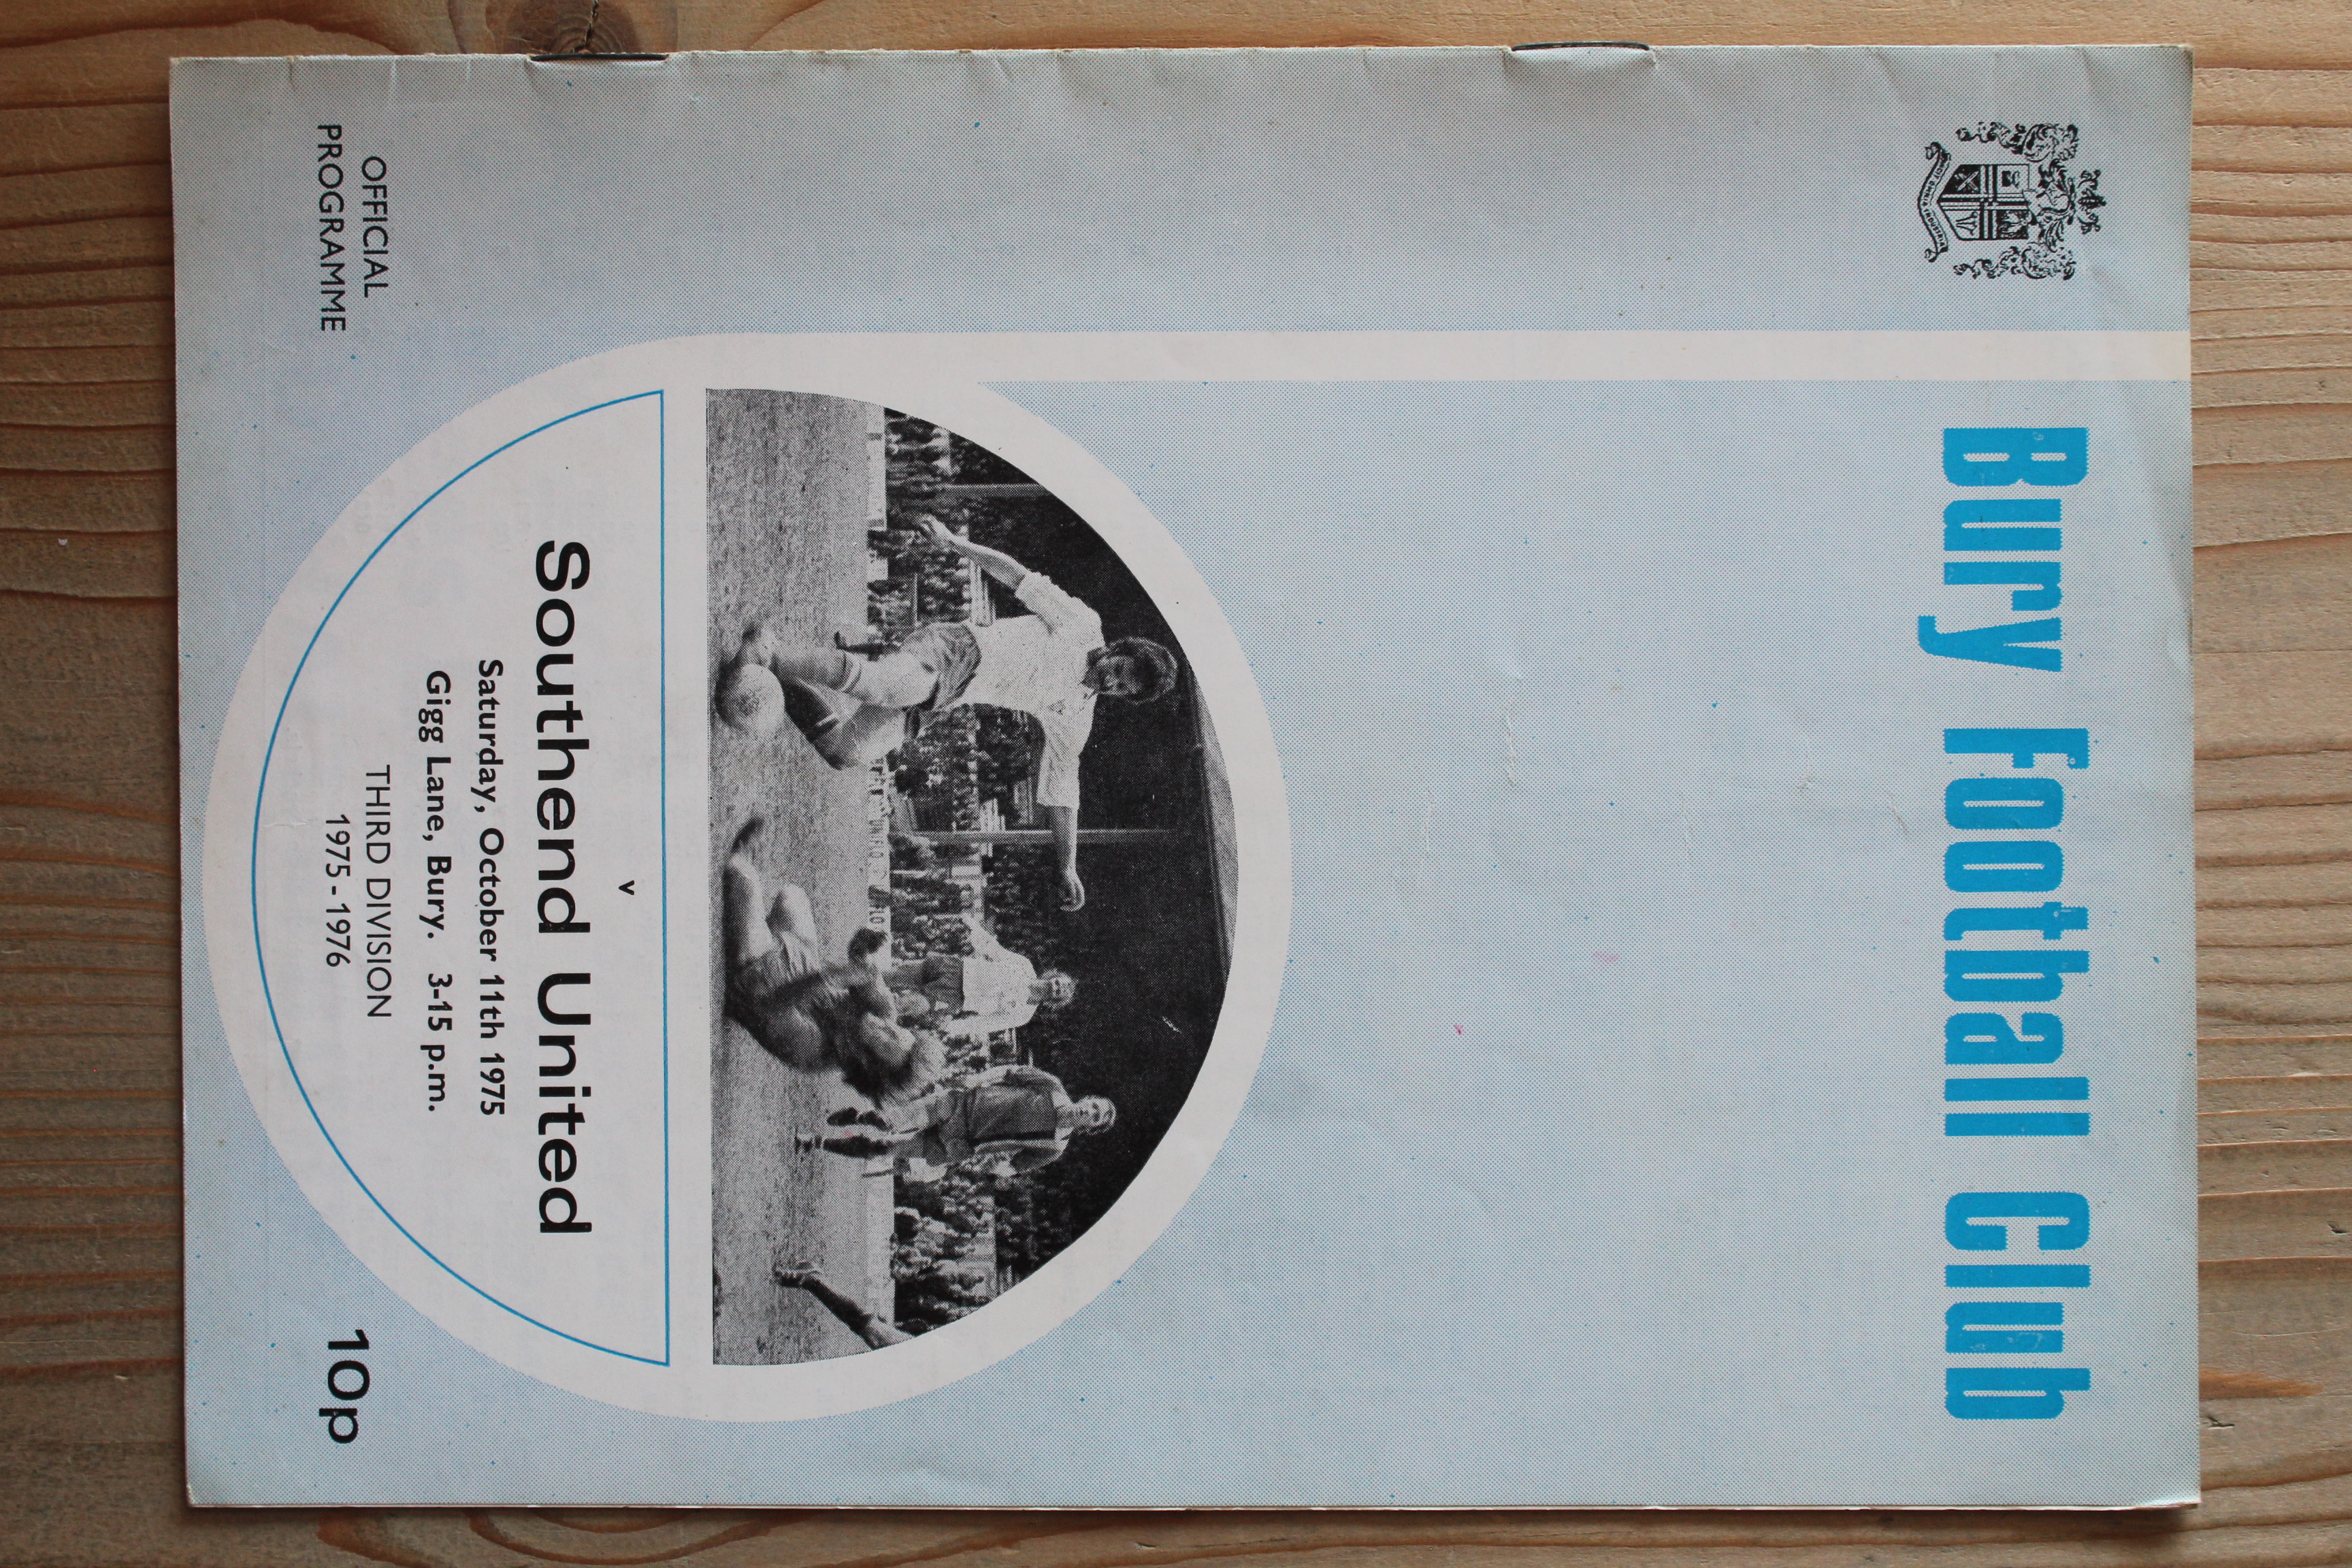 Bury Football Club
v
Southend United
Saturday, October 11th 1975
Gigg Lane, Bury. 3-15 p.m.
THIRD DIVISION
1975-1976
OFFICIAL
PROGRAMME
10p